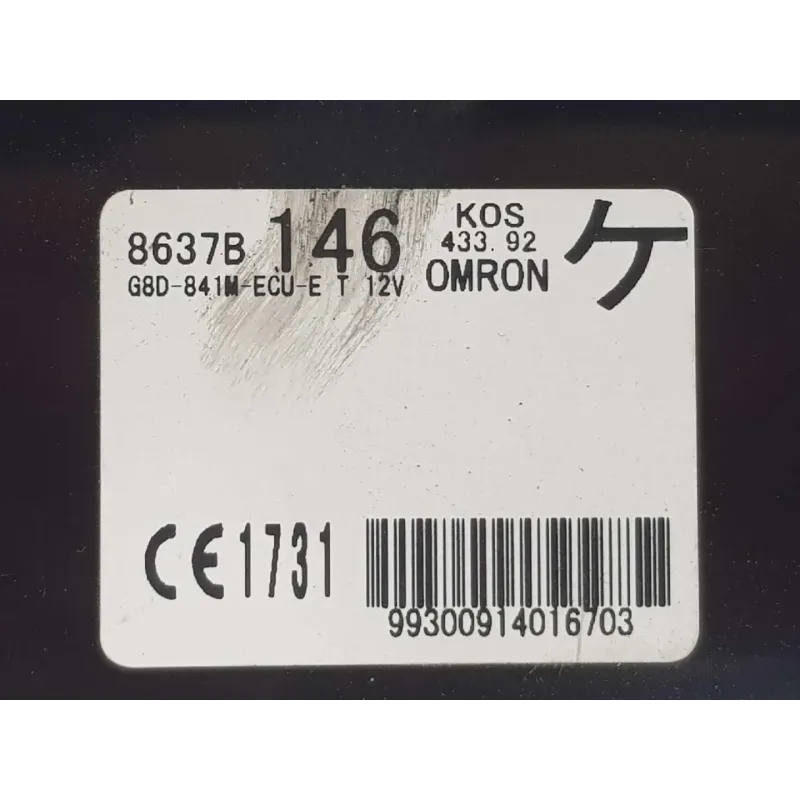 8637B 146 KOS ケ
433.92
G8D-841M-ECU-E T 12V OMRON
CE1731
99300914016703